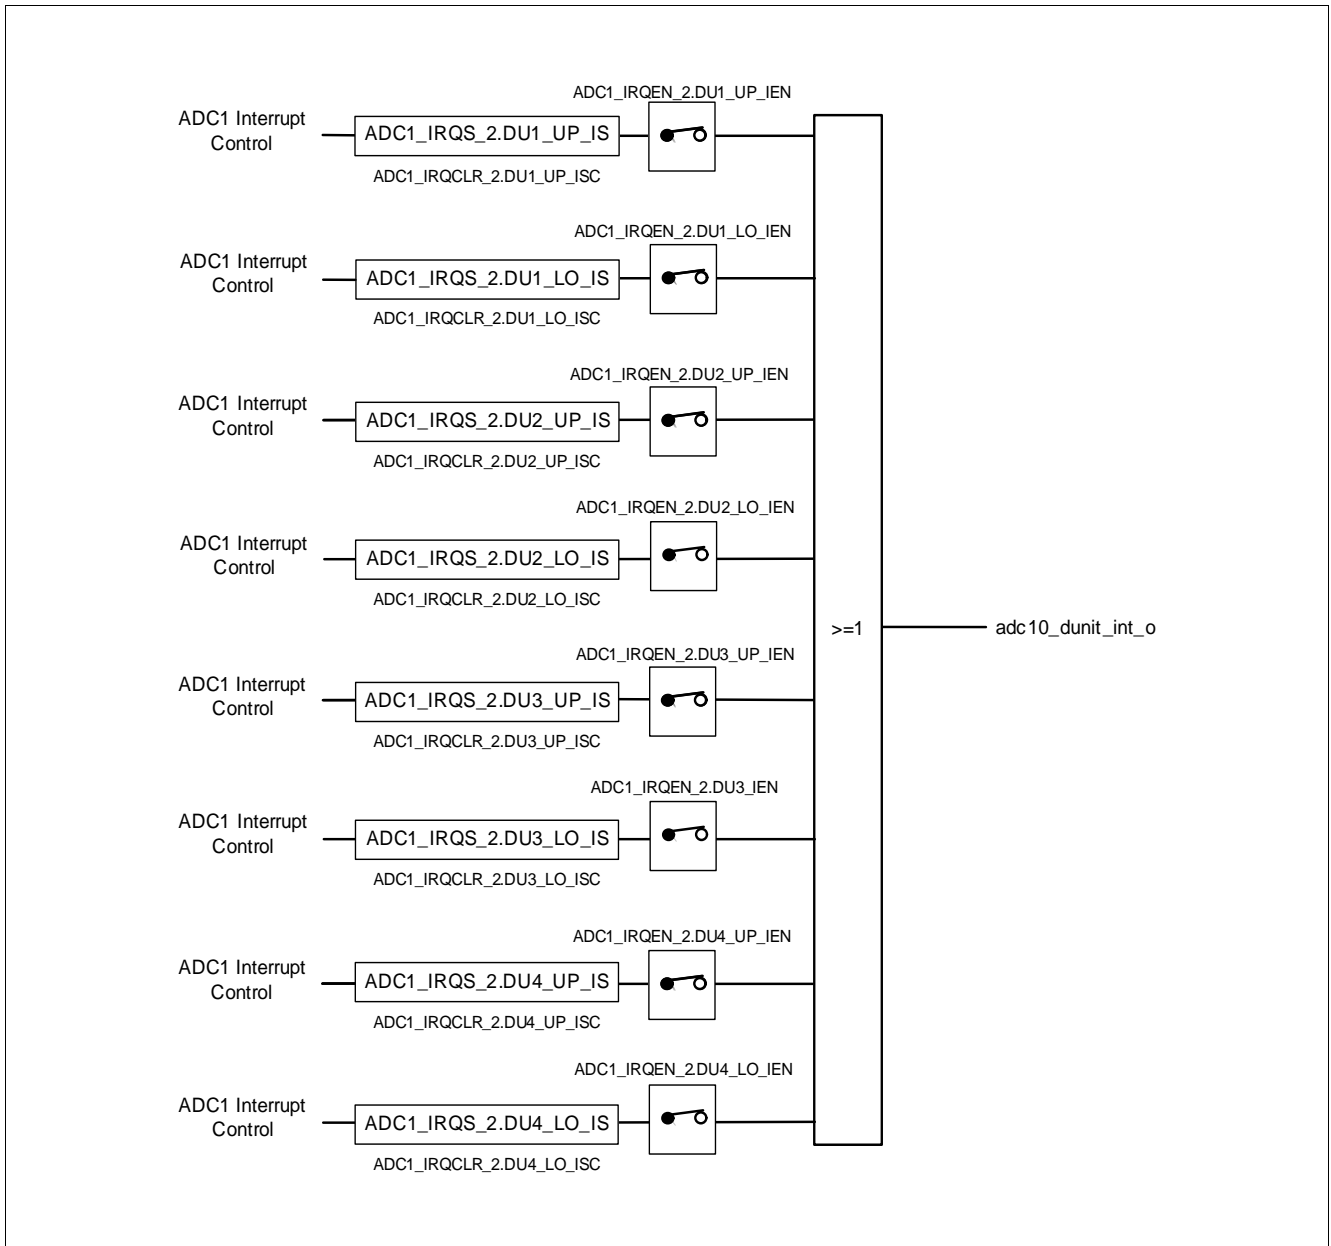 ADC1_IRQEN_2.DU1_UP_IEN
ADC1 Interrupt
Control
ADC1_IRQS_2.DU1_UP_IS
ADC1_IRQCLR_2.DU1_UP_ISC
ADC1_IRQEN_2.DU1_LO_IEN
ADC1 Interrupt
Control
ADC1_IRQS_2.DU1_LO_IS
ADC1_IRQCLR_2.DU1_LO_ISC
ADC1_IRQEN_2.DU2_UP_IEN
ADC1 Interrupt
Control
ADC1_IRQS_2.DU2_UP_IS
ADC1_IRQCLR_2.DU2_UP_ISC
ADC1_IRQEN_2.DU2_LO_IEN
ADC1 Interrupt
Control
ADC1_IRQS_2.DU2_LO_IS
ADC1_IRQCLR_2.DU2_LO_ISC
>=1
adc10_dunit_int_o
ADC1_IRQEN_2.DU3_UP_IEN
ADC1 Interrupt
Control
ADC1_IRQS_2.DU3_UP_IS
ADC1_IRQCLR_2.DU3_UP_ISC
ADC1_IRQEN_2.DU3_IEN
ADC1 Interrupt
Control
ADC1_IRQS_2.DU3_LO_IS
ADC1_IRQCLR_2.DU3_LO_ISC
ADC1_IRQEN_2.DU4_UP_IEN
ADC1 Interrupt
Control
ADC1_IRQS_2.DU4_UP_IS
ADC1_IRQCLR_2.DU4_UP_ISC
ADC1_IRQEN_2.DU4_LO_IEN
ADC1 Interrupt
Control
ADC1_IRQS_2.DU4_LO_IS
ADC1_IRQCLR_2.DU4_LO_ISC